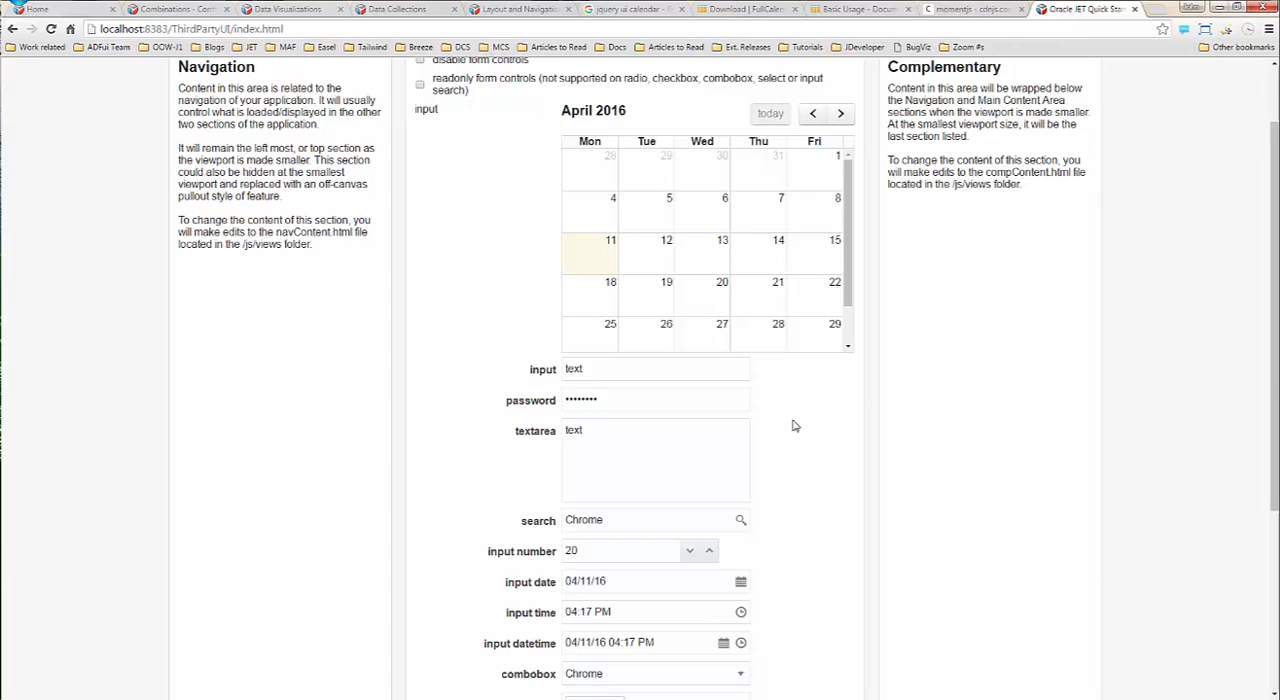 Home
Combinations - Cont
Data Visualizations
Data Collections
Layout and Navigatio
jquery ui calendar - G
Download | FullCalen
Basic Usage - Docum
momentjs - cdnjs.com
Oracle JET Quick Star
localhost:8383/ThirdPartyUI/index.html
Work related
ADFui Team
OOW-J1
Blogs
JET
MAF
Easel
Tailwind
Breeze
DCS
MCS
Articles to Read
Docs
Articles to Read
Ext. Releases
Tutorials
JDeveloper
BugViz
Zoom #s
Other bookmarks
Navigation
Content in this area is related to the
navigation of your application. It will usually
control what is loaded/displayed in the other
two sections of the application.
It will remain the left most, or top section as
the viewport is made smaller. This section
could also be hidden at the smallest
viewport and replaced with an off-canvas
pullout style of feature.
To change the content of this section, you
will make edits to the navContent.html file
located in the /js/views folder.
disable form controls
readonly form controls (not supported on radio, checkbox, combobox, select or input
search)
input
April 2016
today
Mon Tue Wed Thu Fri
28 29 30 31 1
4 5 6 7 8
11 12 13 14 15
18 19 20 21 22
25 26 27 28 29
input text
password ••••••••
textarea text
search Chrome
input number 20
input date 04/11/16
input time 04:17 PM
input datetime 04/11/16 04:17 PM
combobox Chrome
Complementary
Content in this area will be wrapped below
the Navigation and Main Content Area
sections when the viewport is made smaller.
At the smallest viewport size, it will be the
last section listed.
To change the content of this section, you
will make edits to the compContent.html file
located in the /js/views folder.